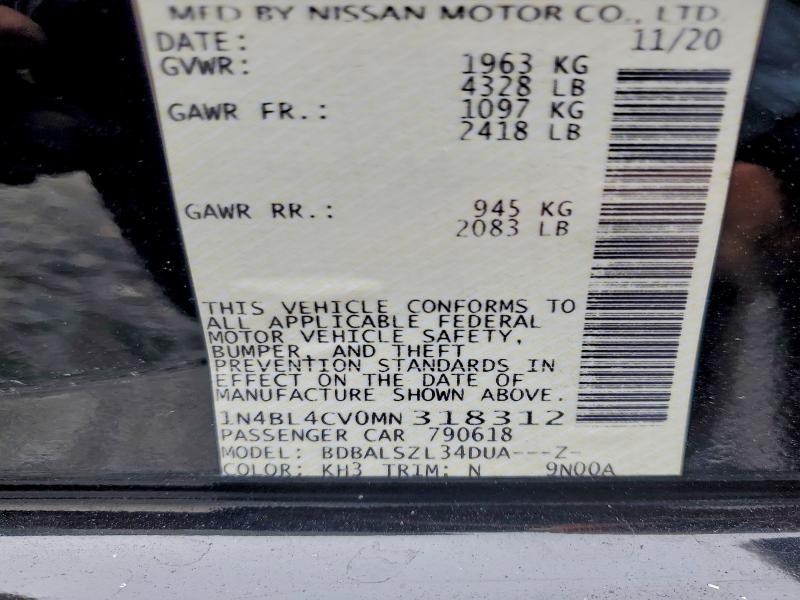 MFD BY NISSAN MOTOR CO., LTD.
DATE: 11/20
GVWR: 1963 KG
4328 LB
GAWR FR.: 1097 KG
2418 LB
GAWR RR.: 945 KG
2083 LB
THIS VEHICLE CONFORMS TO
ALL APPLICABLE FEDERAL
MOTOR VEHICLE SAFETY,
BUMPER, AND THEFT
PREVENTION STANDARDS IN
EFFECT ON THE DATE OF
MANUFACTURE SHOWN ABOVE.
1N4BL4CV0MN318312
PASSENGER CAR 790618
MODEL: BDBALSZL34DUA---Z-
COLOR: KH3 TRIM: N 9N00A